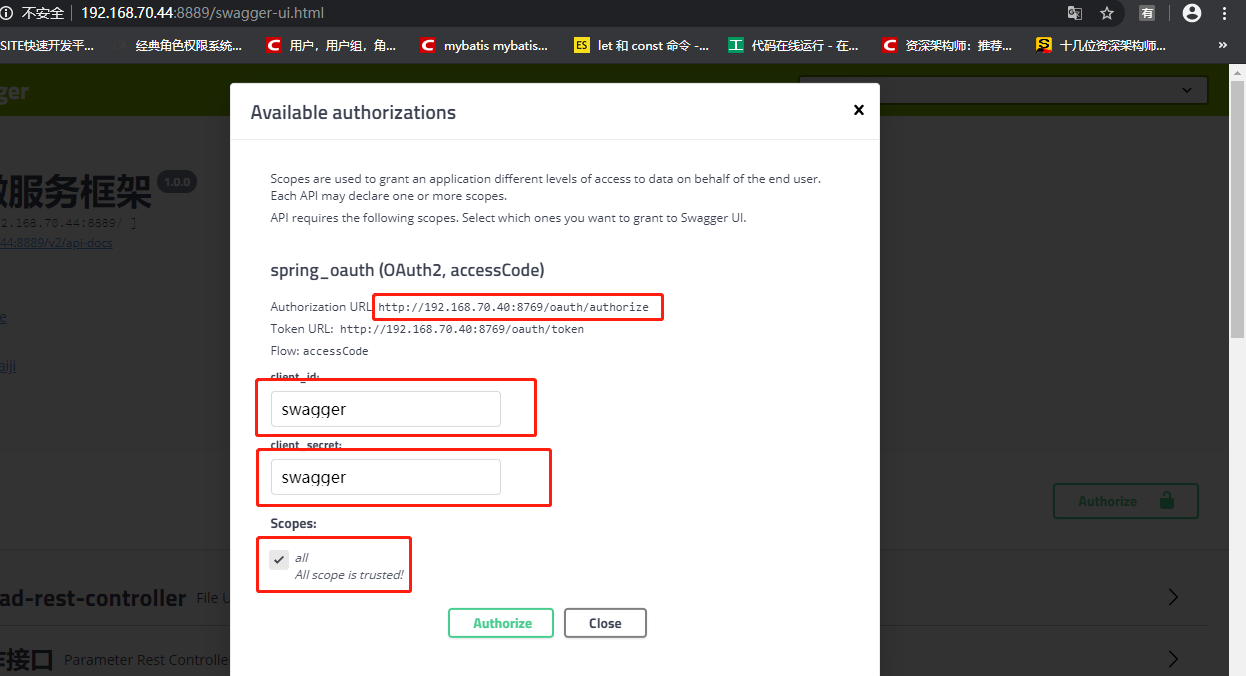 不安全 192.168.70.44:8889/swagger-ui.html 有
SITE快速开发平... 经典角色权限系统... C 用户，用户组，角... C mybatis mybatis... ES let 和 const 命令 -... 工 代码在线运行 - 在... C 资深架构师：推荐... S 十几位资深架构师... »
ger
Available authorizations
Scopes are used to grant an application different levels of access to data on behalf of the end user.
Each API may declare one or more scopes.
API requires the following scopes. Select which ones you want to grant to Swagger UI.
微服务框架 1.0.0
2.168.70.44:8889/ ]
44:8889/v2/api-docs
spring_oauth (OAuth2, accessCode)
Authorization URL http://192.168.70.40:8769/oauth/authorize
Token URL: http://192.168.70.40:8769/oauth/token
Flow: accessCode
e
aiji
client_id:
swagger
client_secret:
swagger
Scopes:
all
All scope is trusted!
Authorize
Authorize Close
ad-rest-controller File U
作接口 Parameter Rest Controlle